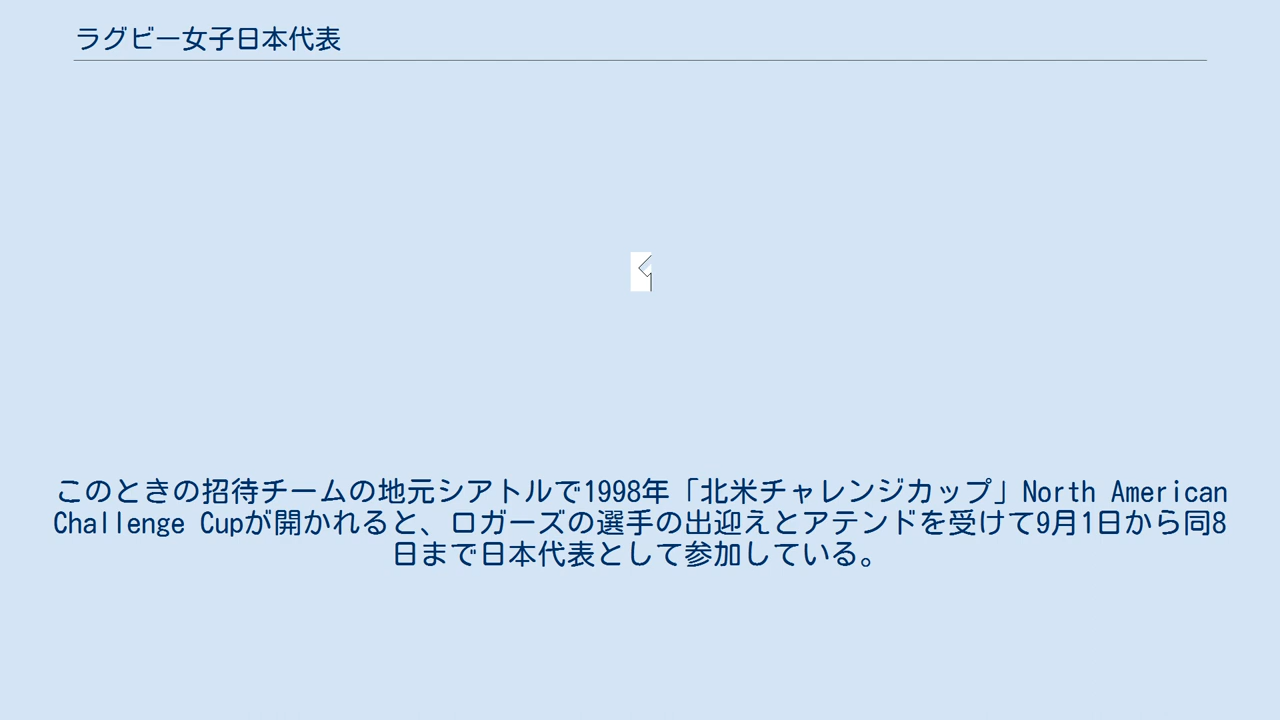 ラグビー女子日本代表
このときの招待チームの地元シアトルで1998年「北米チャレンジカップ」North American
Challenge Cupが開かれると、ロガーズの選手の出迎えとアテンドを受けて9月1日から同8
日まで日本代表として参加している。